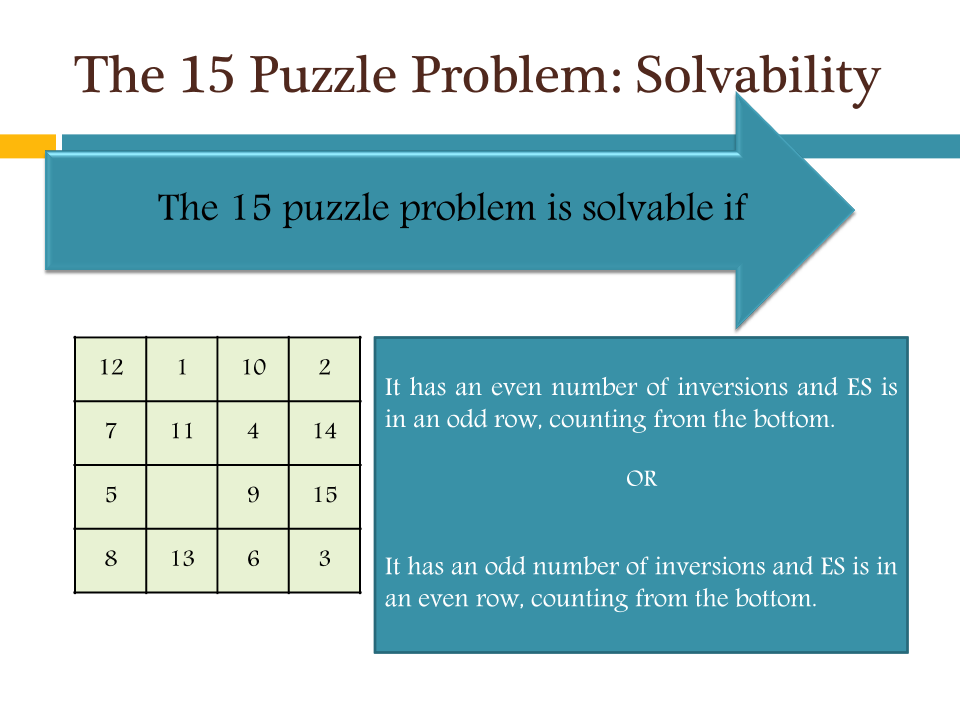 The 15 Puzzle Problem: Solvability
The 15 puzzle problem is solvable if
12 1 10 2
7 11 4 14
5 9 15
8 13 6 3
It has an even number of inversions and ES is
in an odd row, counting from the bottom.
OR
It has an odd number of inversions and ES is in
an even row, counting from the bottom.